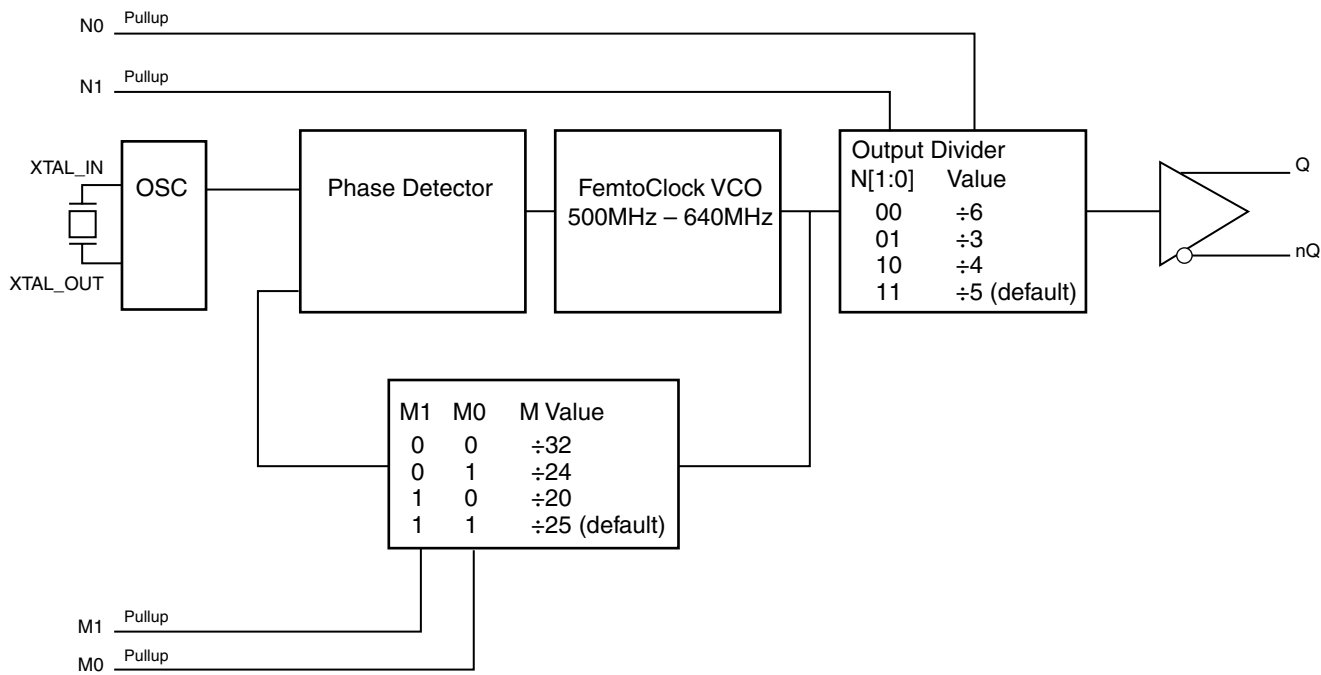 N0 Pullup
N1 Pullup
XTAL_IN
XTAL_OUT
OSC
Phase Detector
FemtoClock VCO
500MHz – 640MHz
Output Divider
N[1:0] Value
00 ÷6
01 ÷3
10 ÷4
11 ÷5 (default)
Q
nQ
M1 M0 M Value
0 0 ÷32
0 1 ÷24
1 0 ÷20
1 1 ÷25 (default)
M1 Pullup
M0 Pullup